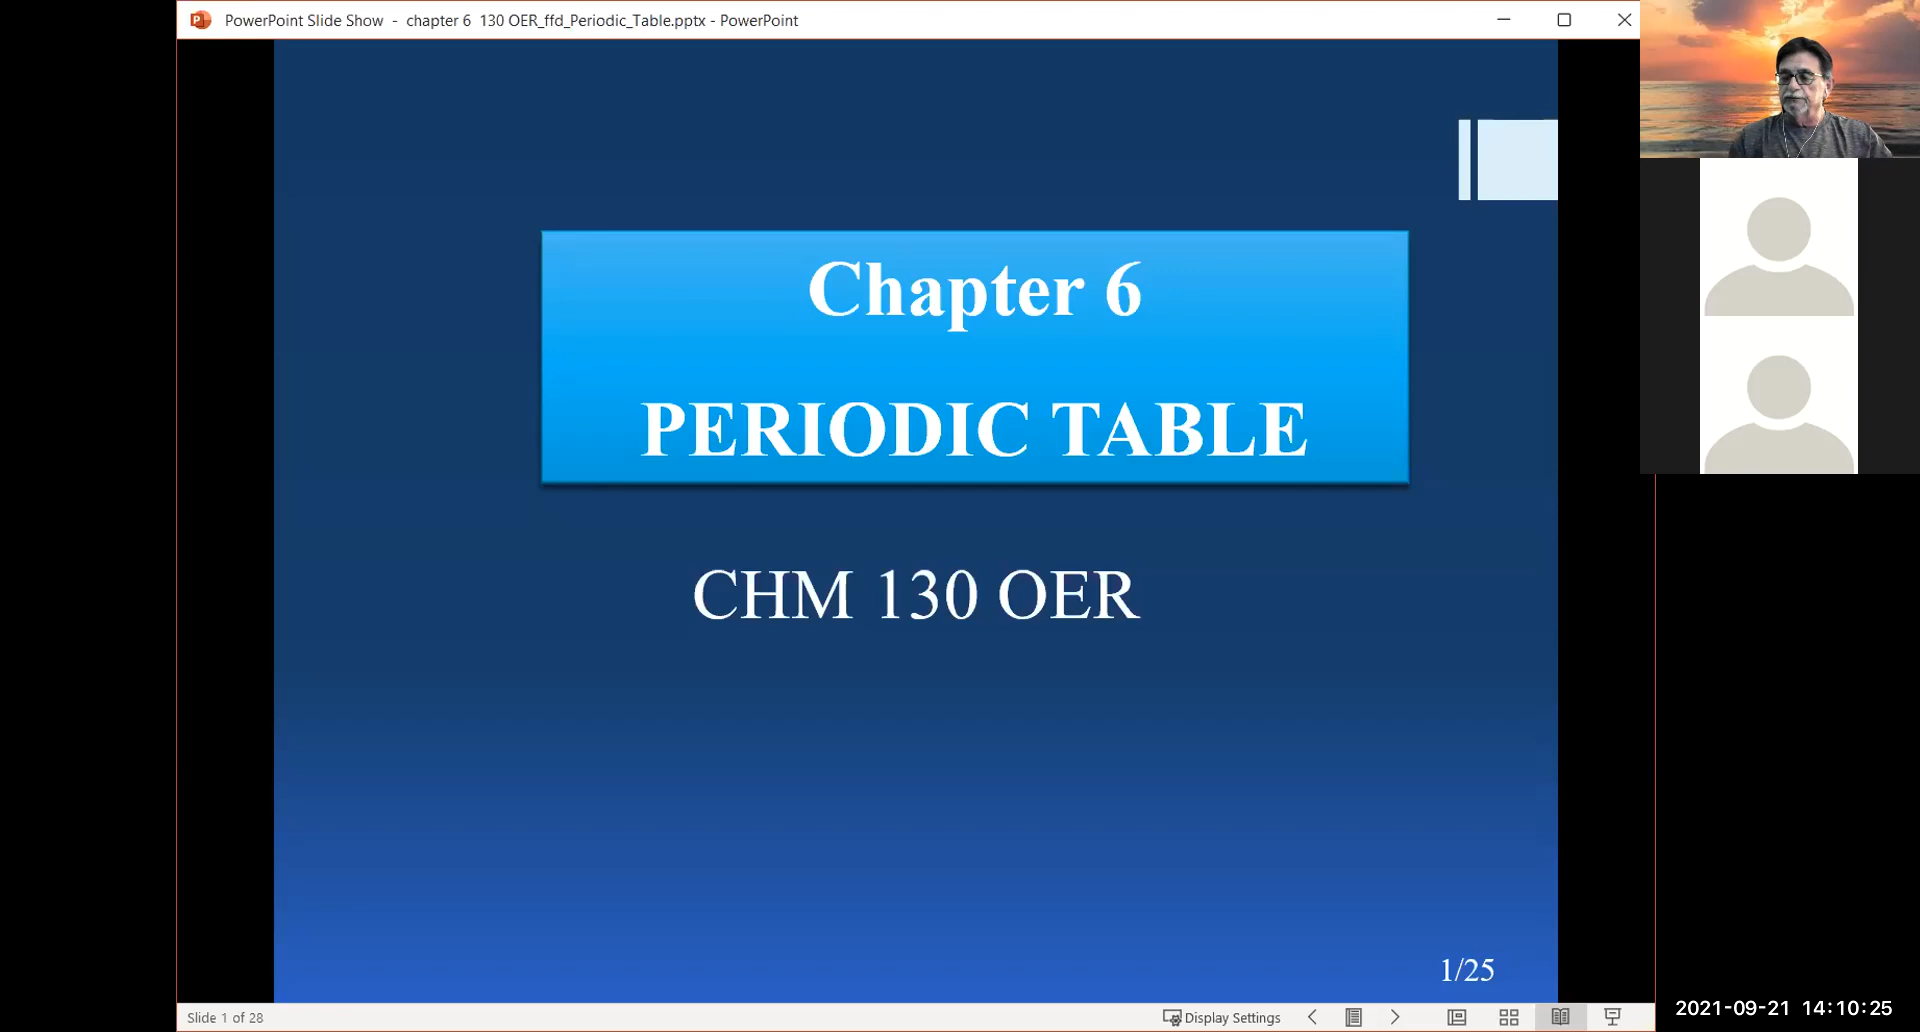 PowerPoint Slide Show - chapter 6 130 OER_ffd_Periodic_Table.pptx - PowerPoint
Chapter 6
PERIODIC TABLE
CHM 130 OER
1/25
Slide 1 of 28
Display Settings
2021-09-21 14:10:25